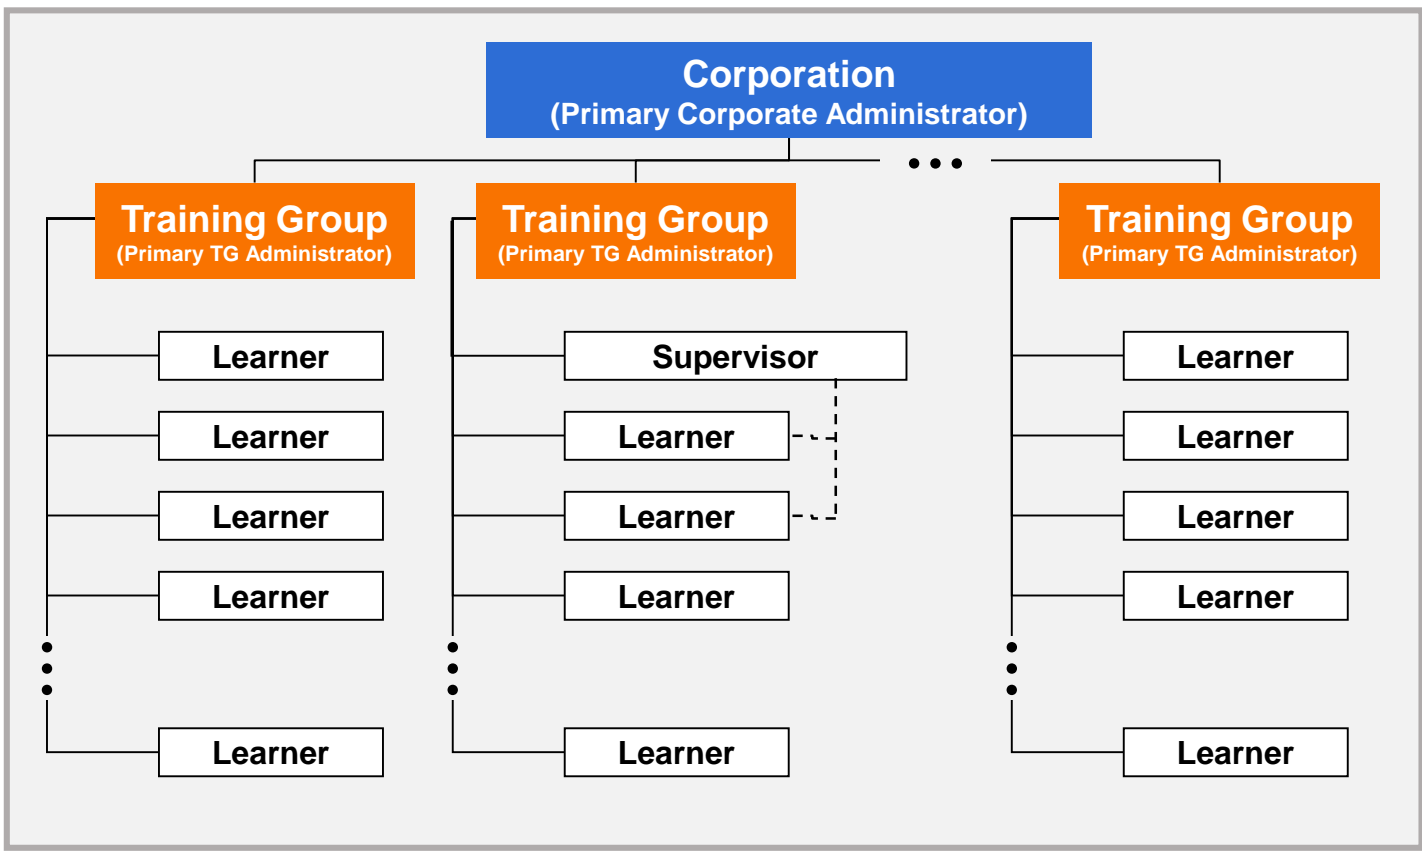 Corporation
(Primary Corporate Administrator)
Training Group
(Primary TG Administrator)
Learner
Learner
Learner
Learner
Learner
Training Group
(Primary TG Administrator)
Supervisor
Learner
Learner
Learner
Learner
Training Group
(Primary TG Administrator)
Learner
Learner
Learner
Learner
Learner